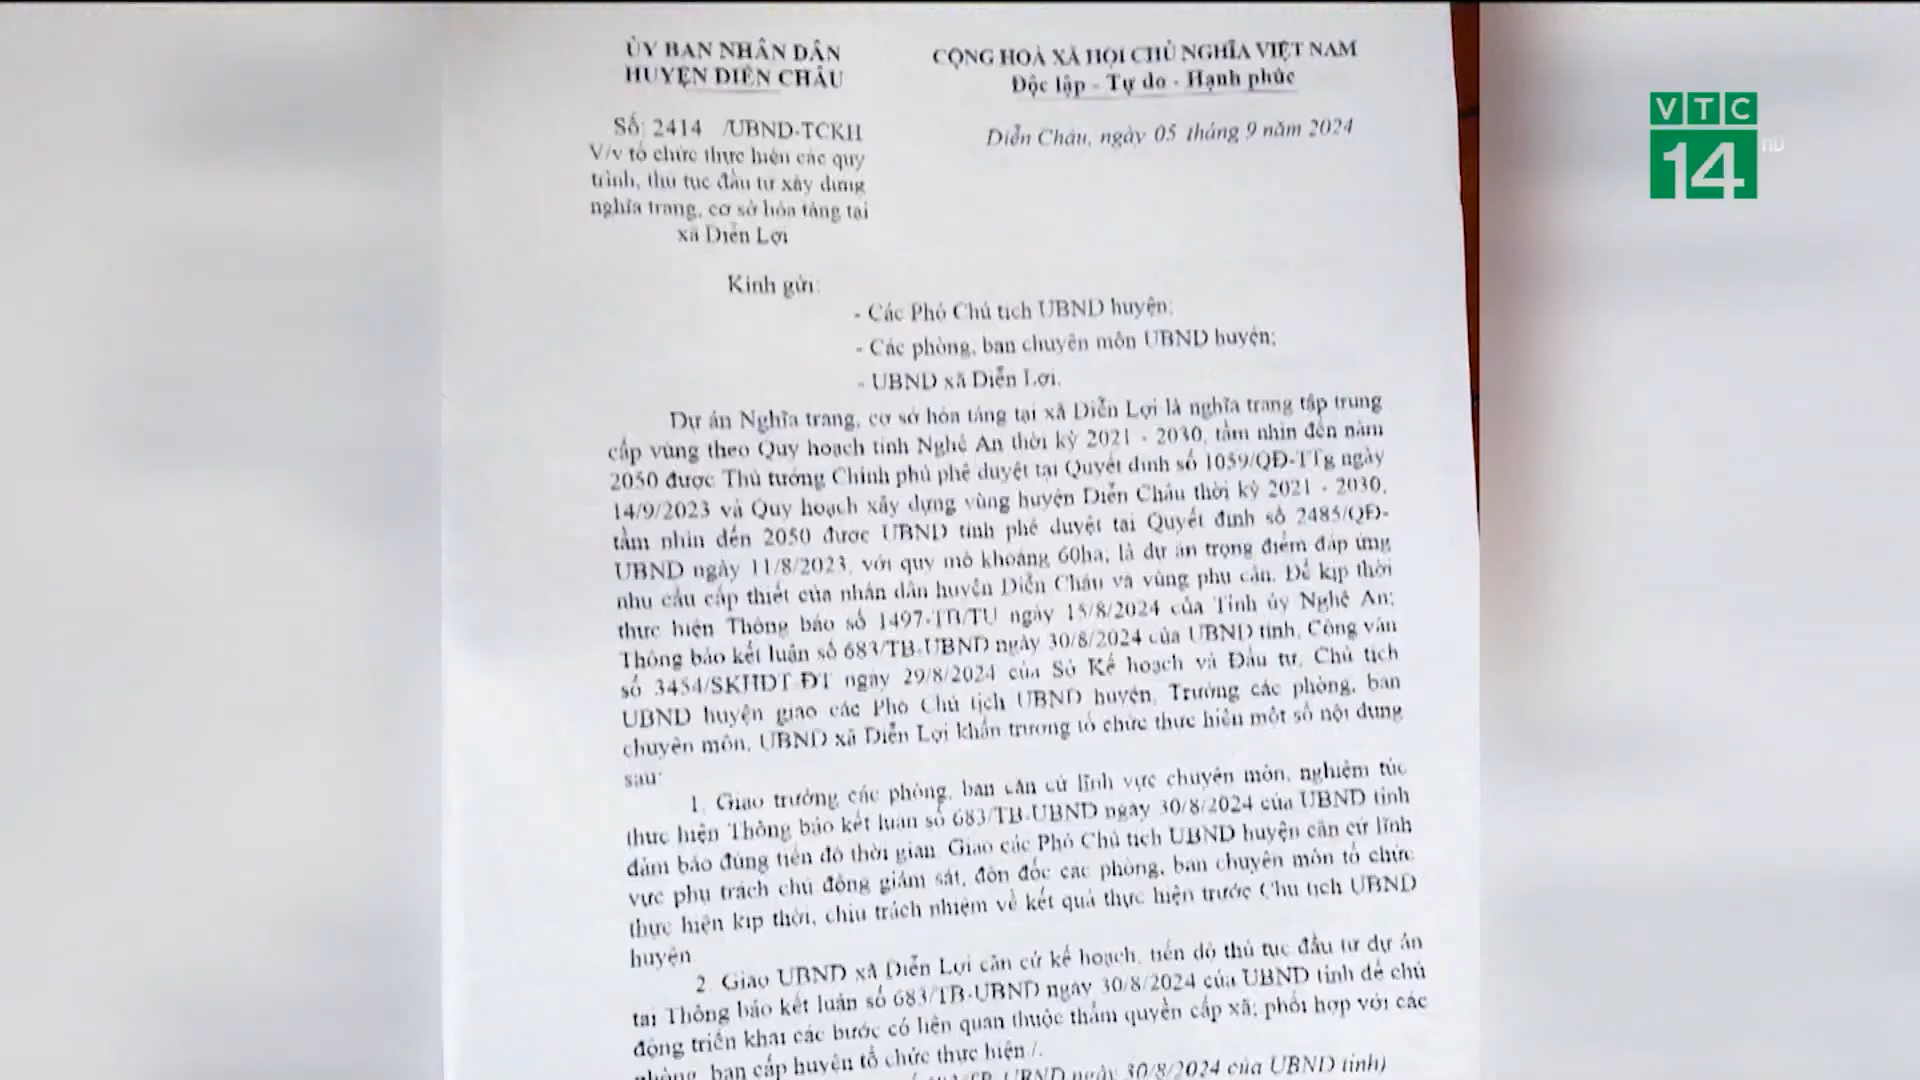 ỦY BAN NHÂN DÂN
HUYỆN DIỄN CHÂU
CỘNG HOÀ XÃ HỘI CHỦ NGHĨA VIỆT NAM
Độc lập - Tự do - Hạnh phúc
Số: 2414 /UBND-TCKH
V/v tổ chức thực hiện các quy
trình, thủ tục đầu tư xây dựng
nghĩa trang, cơ sở hỏa táng tại
xã Diễn Lợi
Diễn Châu, ngày 05 tháng 9 năm 2024
VTC
14
HD
Kính gửi:
- Các Phó Chủ tịch UBND huyện;
- Các phòng, ban chuyên môn UBND huyện;
- UBND xã Diễn Lợi.
Dự án Nghĩa trang, cơ sở hỏa táng tại xã Diễn Lợi là nghĩa trang tập trung
cấp vùng theo Quy hoạch tỉnh Nghệ An thời kỳ 2021 - 2030, tầm nhìn đến năm
2050 được Thủ tướng Chính phủ phê duyệt tại Quyết định số 1059/QĐ-TTg ngày
14/9/2023 và Quy hoạch xây dựng vùng huyện Diễn Châu thời kỳ 2021 - 2030,
tầm nhìn đến 2050 được UBND tỉnh phê duyệt tại Quyết định số 2485/QĐ-
UBND ngày 11/8/2023, với quy mô khoảng 60ha; là dự án trọng điểm đáp ứng
nhu cầu cấp thiết của nhân dân huyện Diễn Châu và vùng phụ cận. Để kịp thời
thực hiện Thông báo số 1497-TB/TU ngày 15/8/2024 của Tỉnh ủy Nghệ An;
Thông báo kết luận số 683/TB-UBND ngày 30/8/2024 của UBND tỉnh, Công văn
số 3454/SKHĐT-ĐT ngày 29/8/2024 của Sở Kế hoạch và Đầu tư, Chủ tịch
UBND huyện giao các Phó Chủ tịch UBND huyện, Trưởng các phòng, ban
chuyên môn, UBND xã Diễn Lợi khẩn trương tổ chức thực hiện một số nội dung
sau:
1. Giao trưởng các phòng, ban căn cứ lĩnh vực chuyên môn, nghiêm túc
thực hiện Thông báo kết luận số 683/TB-UBND ngày 30/8/2024 của UBND tỉnh
đảm bảo đúng tiến độ thời gian. Giao các Phó Chủ tịch UBND huyện căn cứ lĩnh
vực phụ trách chủ động giám sát, đôn đốc các phòng, ban chuyên môn tổ chức
thực hiện kịp thời, chịu trách nhiệm về kết quả thực hiện trước Chủ tịch UBND
huyện
2. Giao UBND xã Diễn Lợi căn cứ kế hoạch, tiến độ thủ tục đầu tư dự án
tại Thông báo kết luận số 683/TB-UBND ngày 30/8/2024 của UBND tỉnh để chủ
động triển khai các bước có liên quan thuộc thẩm quyền cấp xã; phối hợp với các
phòng, ban cấp huyện tổ chức thực hiện./.
30/8/2024 của UBND tỉnh)